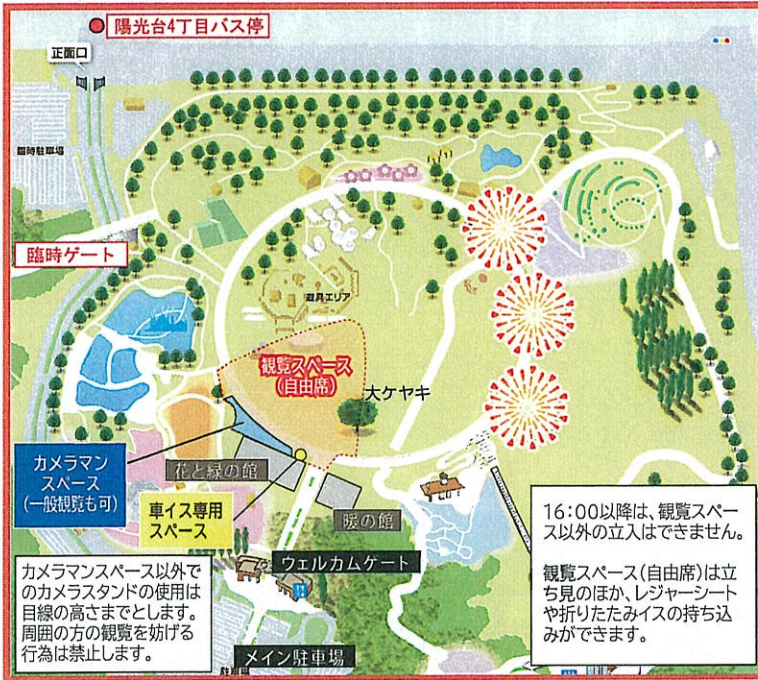 陽光台4丁目バス停
正面口
臨時駐車場
臨時ゲート
遊具エリア
観覧スペース
(自由席)
大ケヤキ
カメラマン
スペース
(一般観覧も可)
花と緑の館
車イス専用
スペース
暖の館
ウェルカムゲート
メイン駐車場
駐車場
カメラマンスペース以外で
のカメラスタンドの使用は
目線の高さまでとします。
周囲の方の観覧を妨げる
行為は禁止します。
16:00以降は、観覧スペー
ス以外の立入はできません。
観覧スペース(自由席)は立
ち見のほか、レジャーシート
や折りたたみイスの持ち込
みができます。